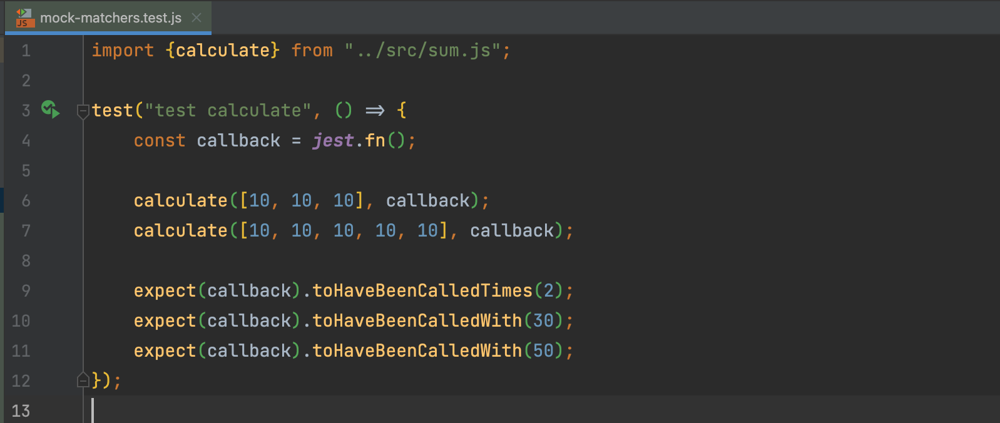 JS mock-matchers.test.js
1 import {calculate} from "../src/sum.js";
2
3 test("test calculate", () => {
4 const callback = jest.fn();
5
6 calculate([10, 10, 10], callback);
7 calculate([10, 10, 10, 10, 10], callback);
8
9 expect(callback).toHaveBeenCalledTimes(2);
10 expect(callback).toHaveBeenCalledWith(30);
11 expect(callback).toHaveBeenCalledWith(50);
12 });
13